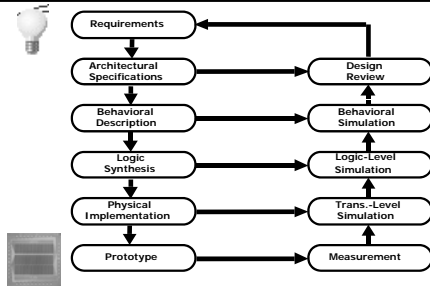 Requirements
Architectural
Specifications
Design
Review
Behavioral
Description
Behavioral
Simulation
Logic
Synthesis
Logic-Level
Simulation
Physical
Implementation
Trans.-Level
Simulation
Prototype
Measurement